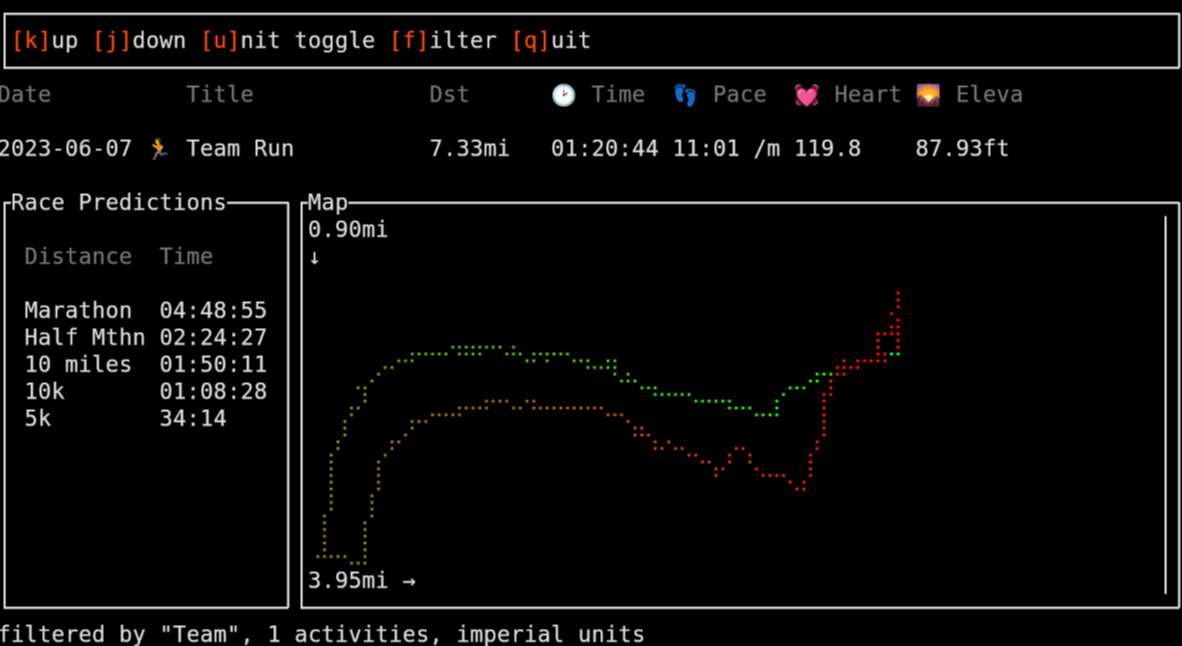 [k]up [j]down [u]nit toggle [f]ilter [q]uit
Date Title Dst 🕑 Time 👣 Pace 💓 Heart 🌄 Eleva
2023-06-07 🏃 Team Run 7.33mi 01:20:44 11:01 /m 119.8 87.93ft
Race Predictions
Distance Time
Marathon 04:48:55
Half Mthn 02:24:27
10 miles 01:50:11
10k 01:08:28
5k 34:14
Map
0.90mi
↓
3.95mi →
filtered by "Team", 1 activities, imperial units